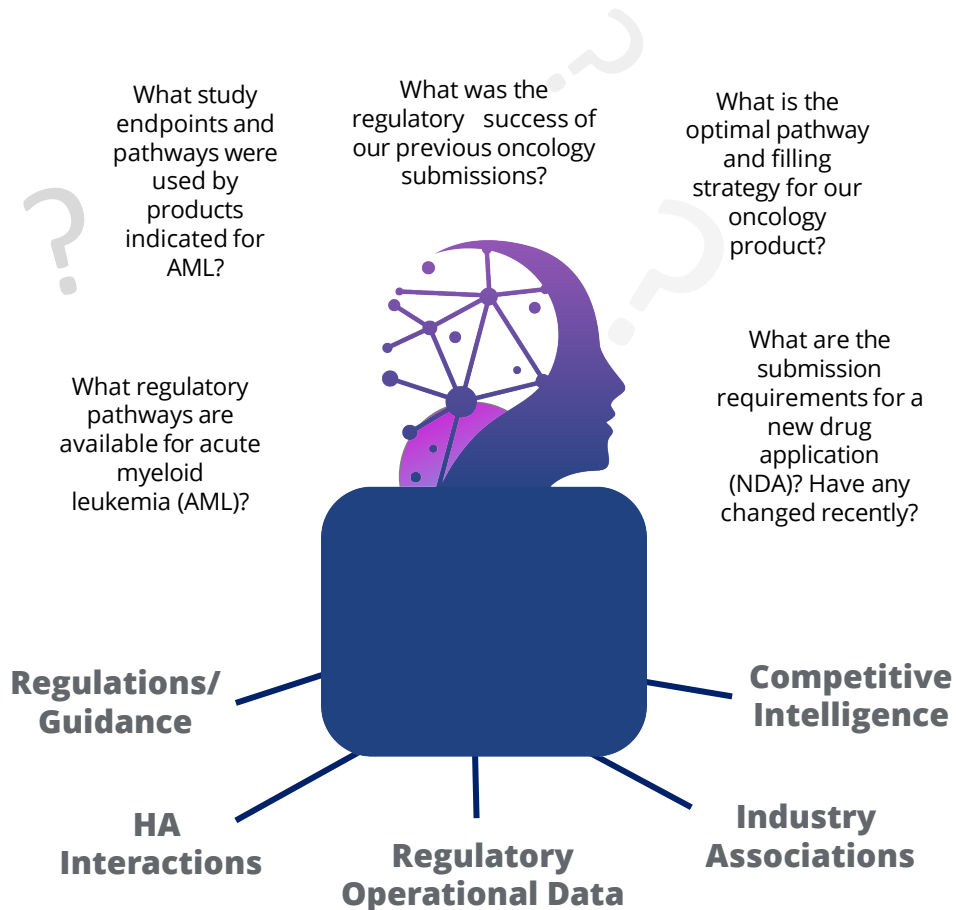 What study
endpoints and
pathways were
used by
products
indicated for
AML?
What was the
regulatory success of
our previous oncology
submissions?
What is the
optimal pathway
and filling
strategy for our
oncology
product?
What regulatory
pathways are
available for acute
myeloid
leukemia (AML)?
What are the
submission
requirements for a
new drug
application
(NDA)? Have any
changed recently?
Regulations/
Guidance
Competitive
Intelligence
HA
Interactions
Regulatory
Operational Data
Industry
Associations